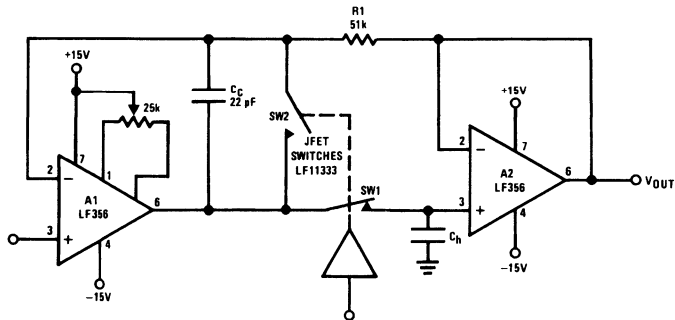 R1
51k
+15V
25k
7
1
2
−
A1
LF356
6
3
+
4
−15V
CC
22 pF
SW2
JFET
SWITCHES
LF11333
SW1
Ch
+15V
7
2
−
A2
LF356
6
3
+
4
−15V
VOUT